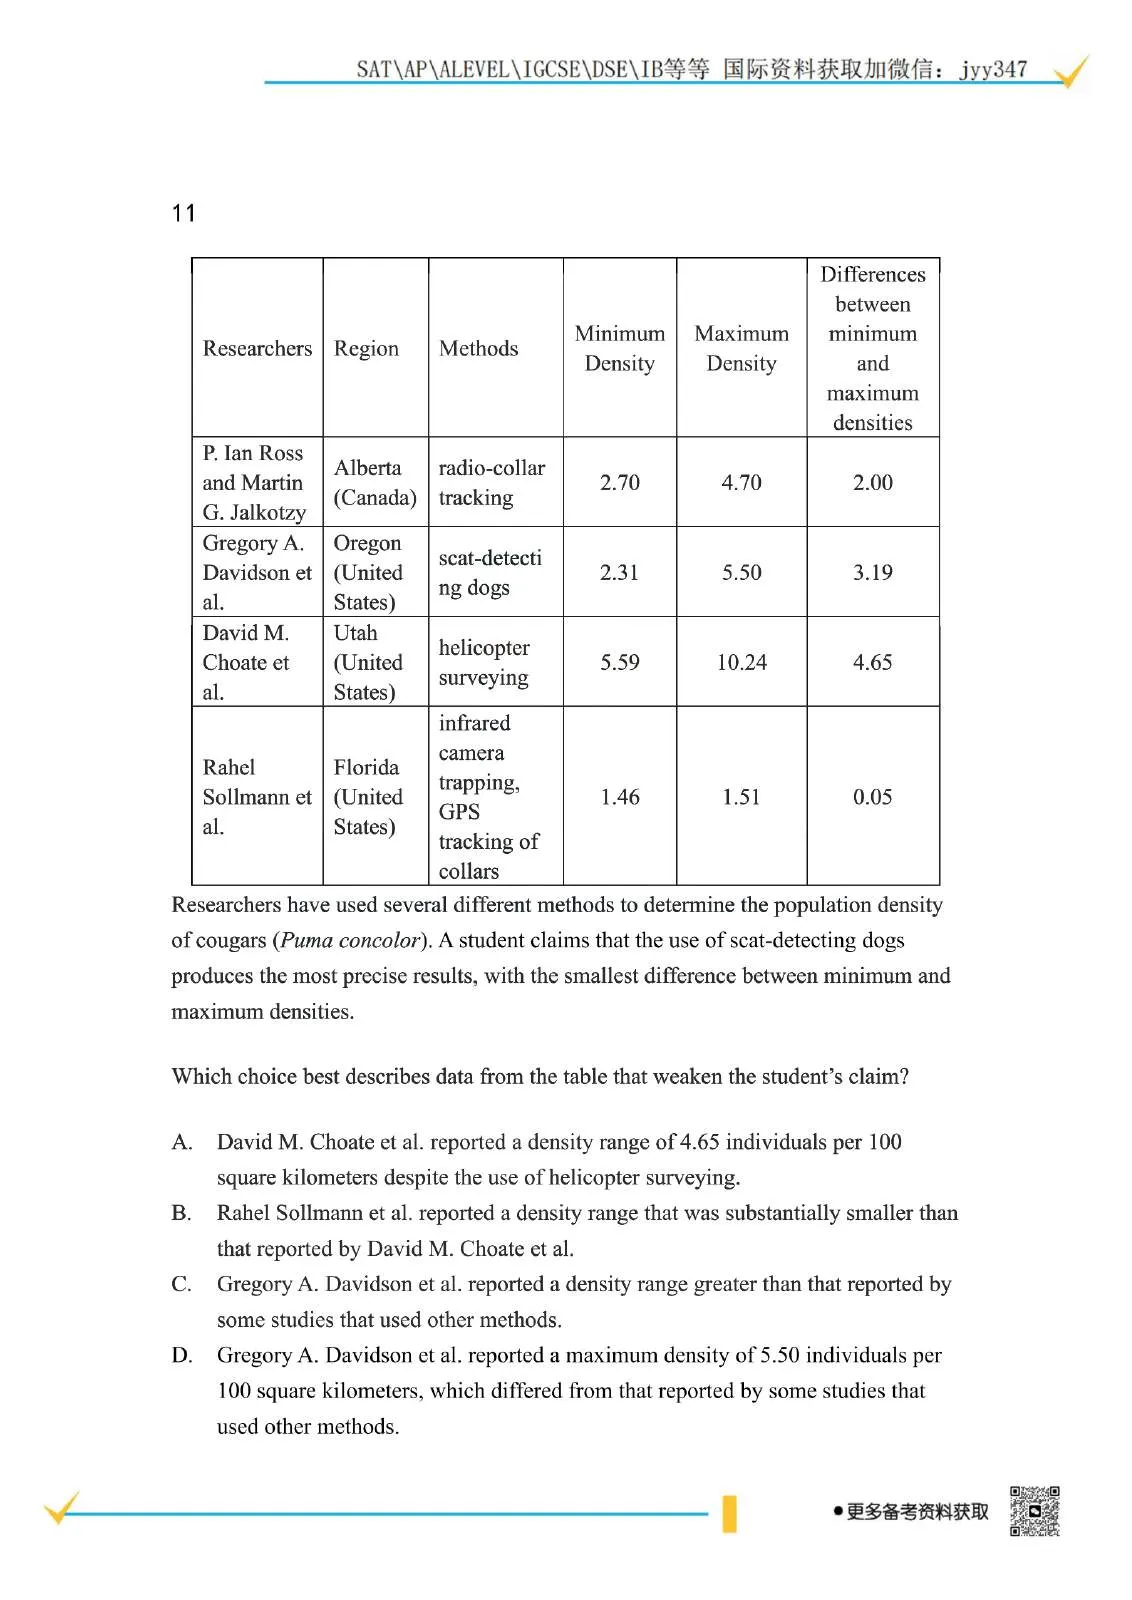 SAT\AP\ALEVEL\IGCSE\DSE\IB等等 国际资料获取加微信：jyy347
11
Researchers Region Methods Minimum Density Maximum Density Differences between minimum and maximum densities
P. Ian Ross and Martin G. Jalkotzy Alberta (Canada) radio-collar tracking 2.70 4.70 2.00
Gregory A. Davidson et al. Oregon (United States) scat-detecting dogs 2.31 5.50 3.19
David M. Choate et al. Utah (United States) helicopter surveying 5.59 10.24 4.65
Rahel Sollmann et al. Florida (United States) infrared camera trapping, GPS tracking of collars 1.46 1.51 0.05
Researchers have used several different methods to determine the population density
of cougars (Puma concolor). A student claims that the use of scat-detecting dogs
produces the most precise results, with the smallest difference between minimum and
maximum densities.
Which choice best describes data from the table that weaken the student's claim?
A. David M. Choate et al. reported a density range of 4.65 individuals per 100
square kilometers despite the use of helicopter surveying.
B. Rahel Sollmann et al. reported a density range that was substantially smaller than
that reported by David M. Choate et al.
C. Gregory A. Davidson et al. reported a density range greater than that reported by
some studies that used other methods.
D. Gregory A. Davidson et al. reported a maximum density of 5.50 individuals per
100 square kilometers, which differed from that reported by some studies that
used other methods.
●更多备考资料获取